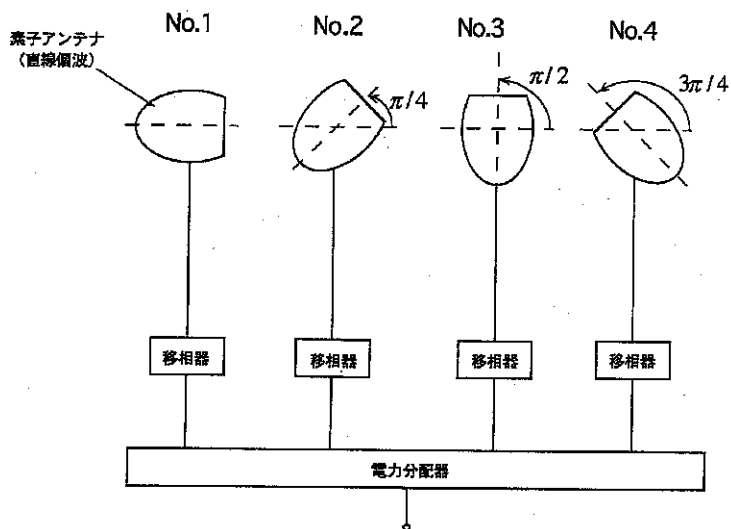 No.1
No.2
No.3
No.4
素子アンテナ
(直線偏波)
π/4
π/2
3π/4
移相器
移相器
移相器
移相器
電力分配器